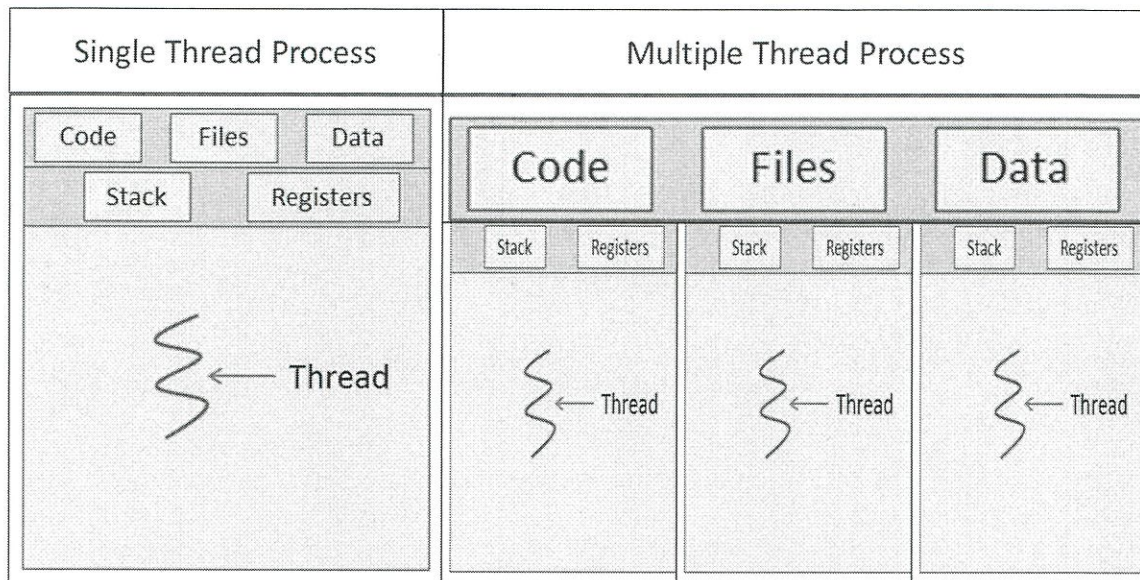 Single Thread Process
Multiple Thread Process
Code Files Data
Stack Registers
Thread
Code Files Data
Stack Registers Stack Registers Stack Registers
Thread Thread Thread